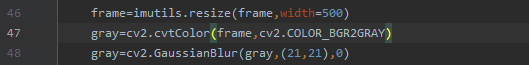 46 frame=imutils.resize(frame,width=500)
47 gray=cv2.cvtColor(frame,cv2.COLOR_BGR2GRAY)
48 gray=cv2.GaussianBlur(gray,(21,21),0)